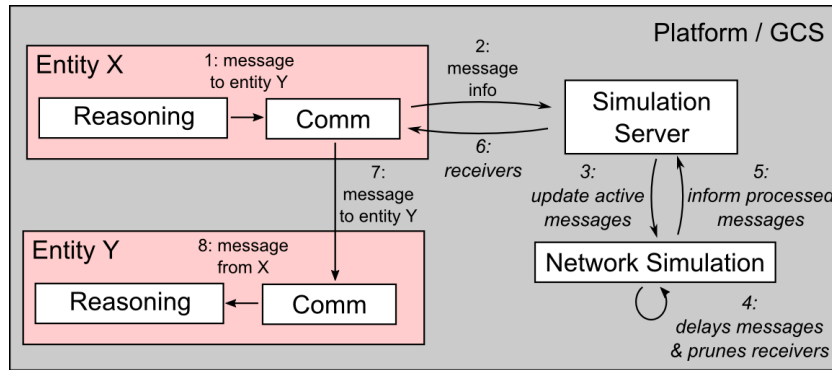 Platform / GCS
Entity X
1: message
to entity Y
Reasoning
Comm
2:
message
info
6:
receivers
Simulation
Server
3:
update active
messages
5:
inform processed
messages
7:
message
to entity Y
Entity Y
8: message
from X
Reasoning
Comm
Network Simulation
4:
delays messages
& prunes receivers